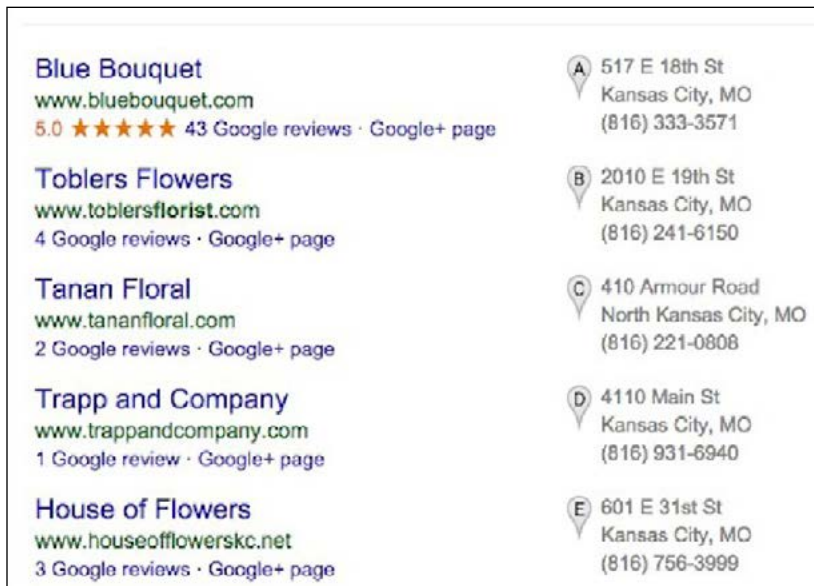 Blue Bouquet
www.bluebouquet.com
5.0 ★★★★★ 43 Google reviews · Google+ page
A 517 E 18th St
Kansas City, MO
(816) 333-3571
Toblers Flowers
www.toblersflorist.com
4 Google reviews · Google+ page
B 2010 E 19th St
Kansas City, MO
(816) 241-6150
Tanan Floral
www.tananfloral.com
2 Google reviews · Google+ page
C 410 Armour Road
North Kansas City, MO
(816) 221-0808
Trapp and Company
www.trappandcompany.com
1 Google review · Google+ page
D 4110 Main St
Kansas City, MO
(816) 931-6940
House of Flowers
www.houseofflowerskc.net
3 Google reviews · Google+ page
E 601 E 31st St
Kansas City, MO
(816) 756-3999